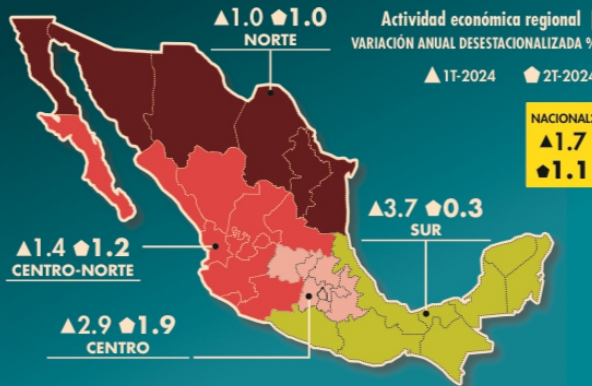 Actividad económica regional
VARIACIÓN ANUAL DESESTACIONALIZADA %
▲1T-2024 ⬟2T-2024
▲1.0 ⬟1.0
NORTE
NACIONAL
▲1.7
⬟1.1
▲3.7 ⬟0.3
SUR
▲1.4 ⬟1.2
CENTRO-NORTE
▲2.9 ⬟1.9
CENTRO